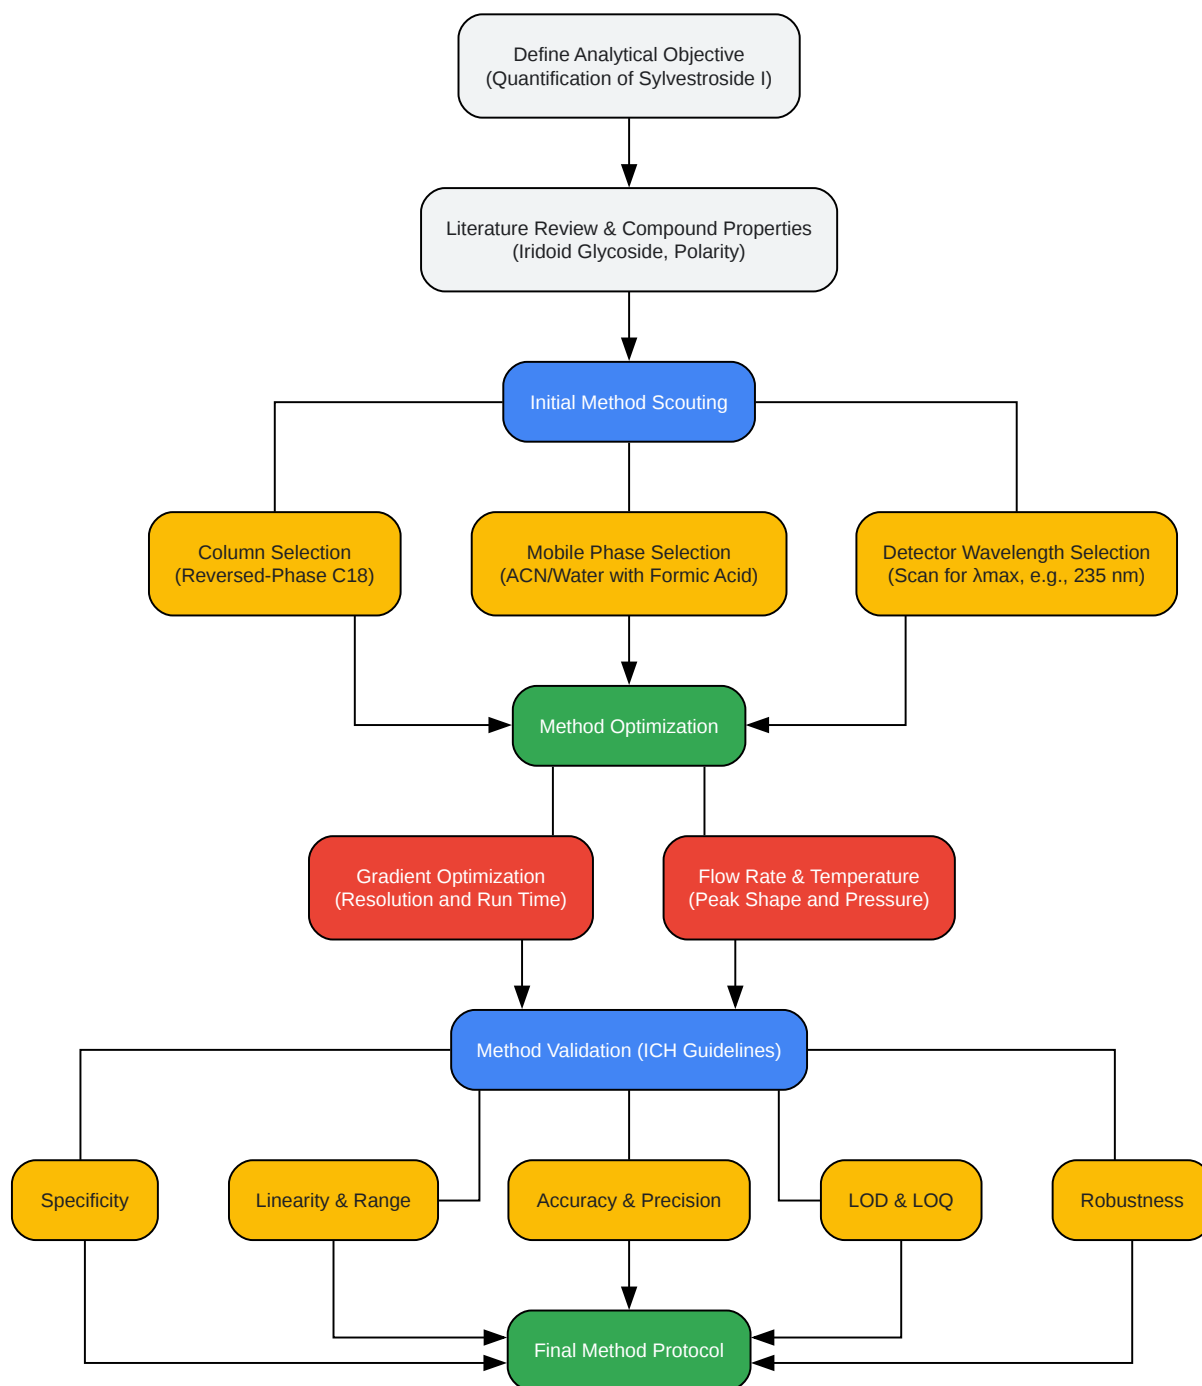 Define Analytical Objective
(Quantification of Sylvestroside I)
Literature Review & Compound Properties
(Iridoid Glycoside, Polarity)
Initial Method Scouting
Column Selection
(Reversed-Phase C18)
Mobile Phase Selection
(ACN/Water with Formic Acid)
Detector Wavelength Selection
(Scan for λmax, e.g., 235 nm)
Method Optimization
Gradient Optimization
(Resolution and Run Time)
Flow Rate & Temperature
(Peak Shape and Pressure)
Method Validation (ICH Guidelines)
Specificity
Linearity & Range
Accuracy & Precision
LOD & LOQ
Robustness
Final Method Protocol